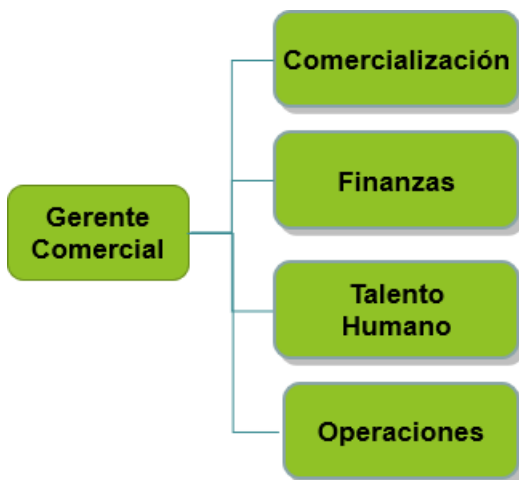 Comercialización
Finanzas
Gerente
Comercial
Talento
Humano
Operaciones